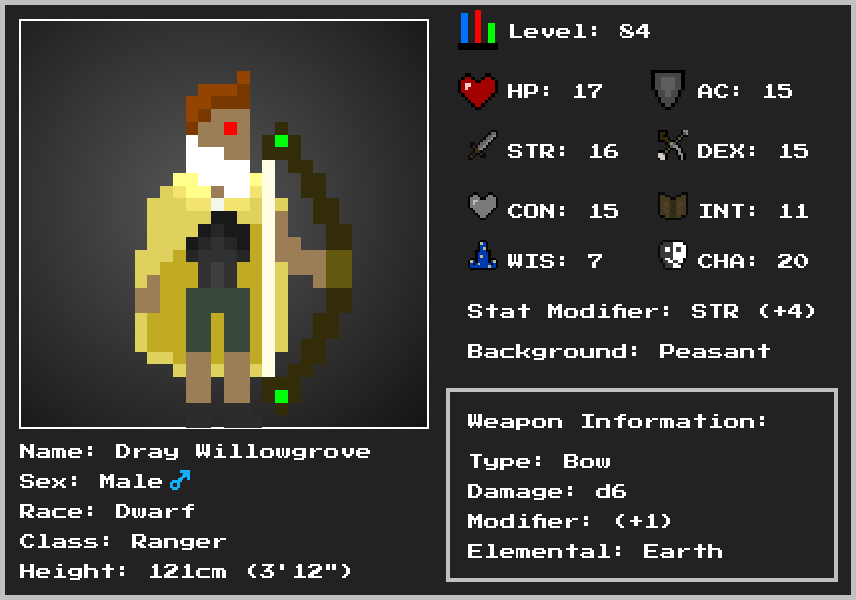 Level: 84
HP: 17
AC: 15
STR: 16
DEX: 15
CON: 15
INT: 11
WIS: 7
CHA: 20
Stat Modifier: STR (+4)
Background: Peasant
Name: Dray Willowgrove
Sex: Male♂
Race: Dwarf
Class: Ranger
Height: 121cm (3'12")
Weapon Information:
Type: Bow
Damage: d6
Modifier: (+1)
Elemental: Earth